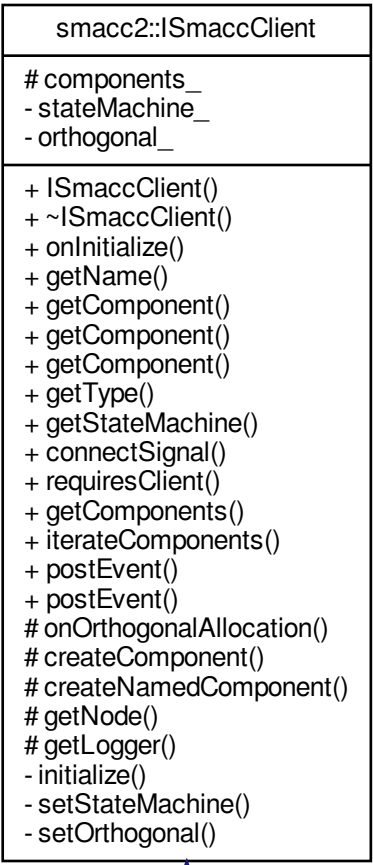 smacc2::ISmaccClient
# components_
- stateMachine_
- orthogonal_
+ ISmaccClient()
+ ~ISmaccClient()
+ onInitialize()
+ getName()
+ getComponent()
+ getComponent()
+ getComponent()
+ getType()
+ getStateMachine()
+ connectSignal()
+ requiresClient()
+ getComponents()
+ iterateComponents()
+ postEvent()
+ postEvent()
# onOrthogonalAllocation()
# createComponent()
# createNamedComponent()
# getNode()
# getLogger()
- initialize()
- setStateMachine()
- setOrthogonal()